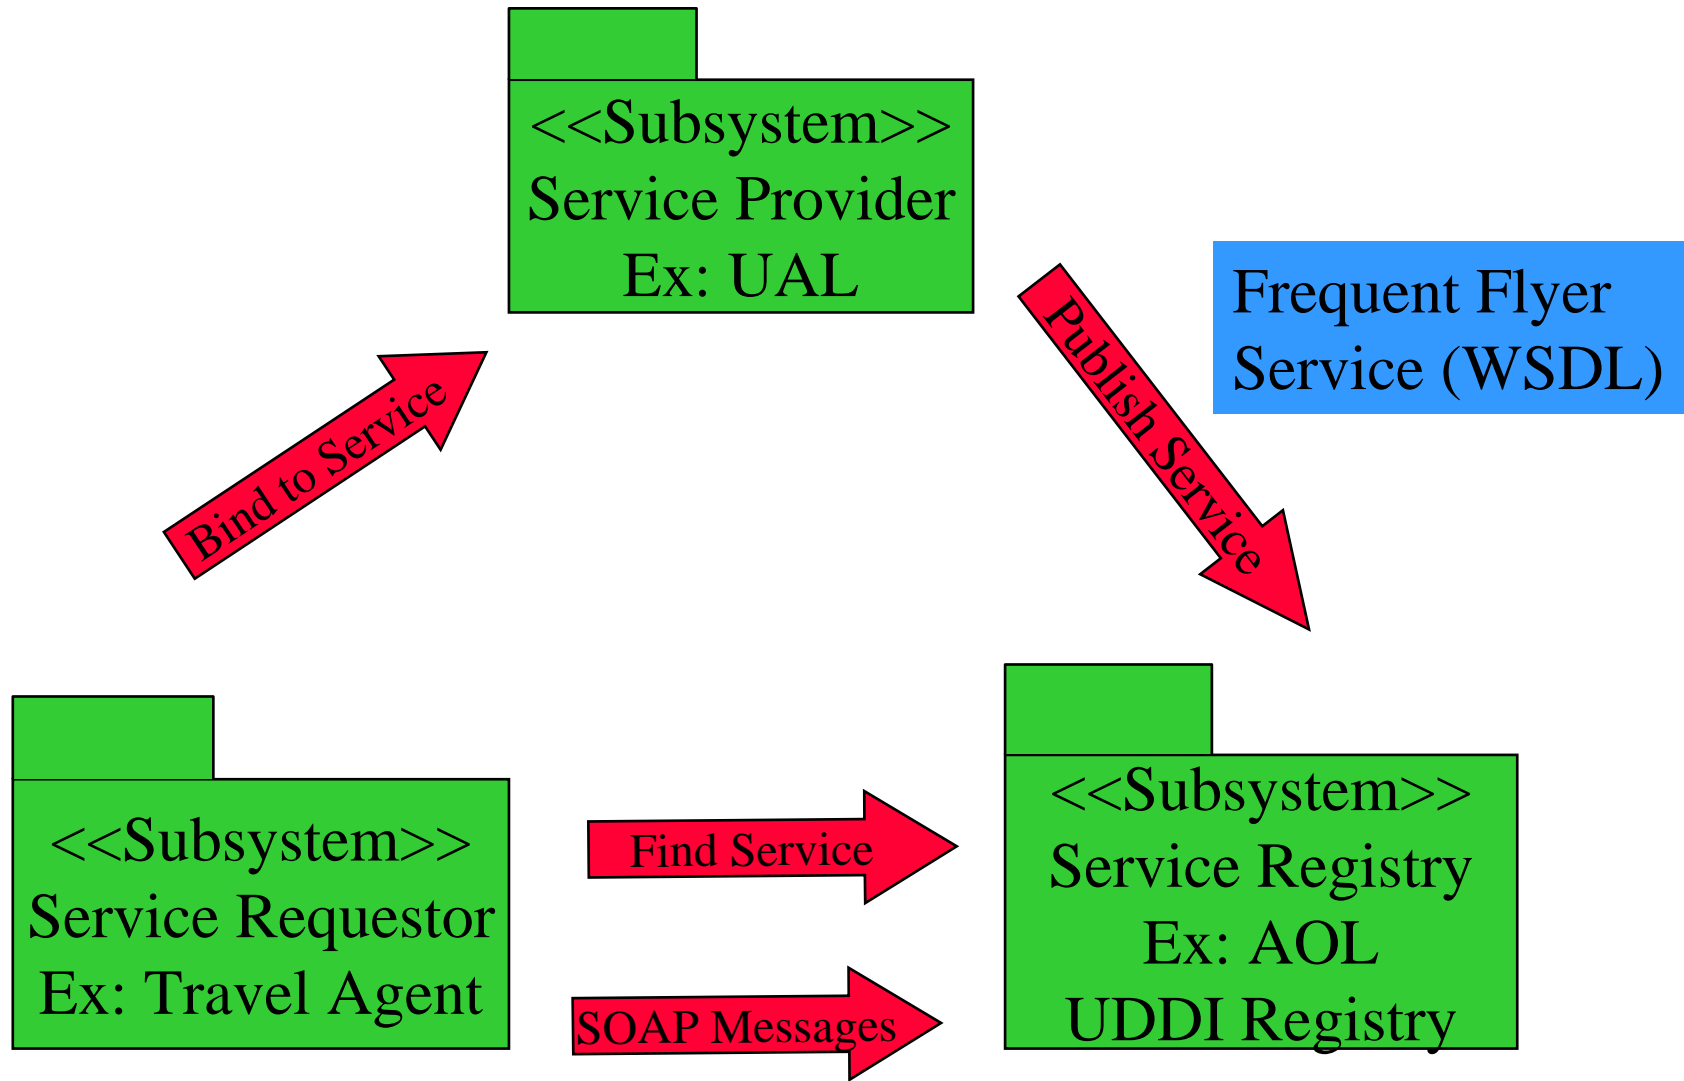 <<Subsystem>>
Service Provider
Ex: UAL
Frequent Flyer
Service (WSDL)
Publish Service
Bind to Service
<<Subsystem>>
Service Requestor
Ex: Travel Agent
Find Service
SOAP Messages
<<Subsystem>>
Service Registry
Ex: AOL
UDDI Registry